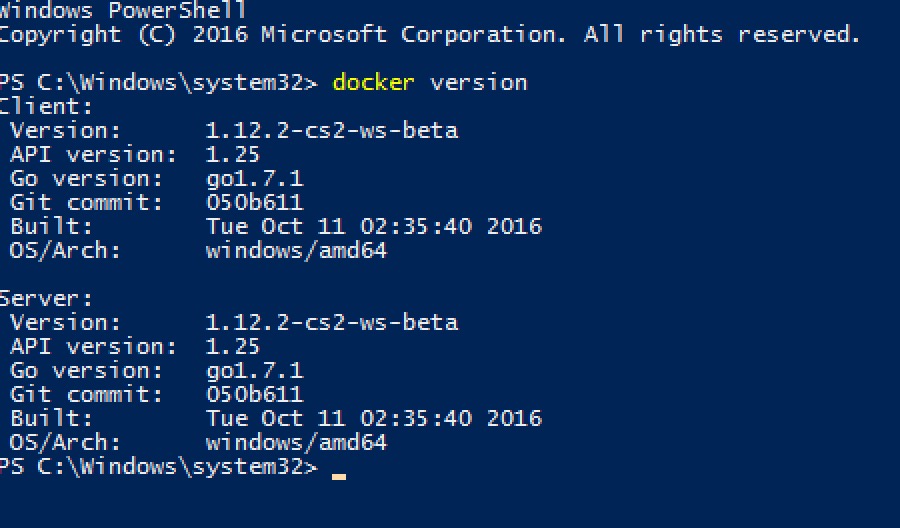 Windows PowerShell
Copyright (C) 2016 Microsoft Corporation. All rights reserved.
PS C:\Windows\system32> docker version
Client:
Version: 1.12.2-cs2-ws-beta
API version: 1.25
Go version: go1.7.1
Git commit: 050b611
Built: Tue Oct 11 02:35:40 2016
OS/Arch: windows/amd64
Server:
Version: 1.12.2-cs2-ws-beta
API version: 1.25
Go version: go1.7.1
Git commit: 050b611
Built: Tue Oct 11 02:35:40 2016
OS/Arch: windows/amd64
PS C:\Windows\system32>